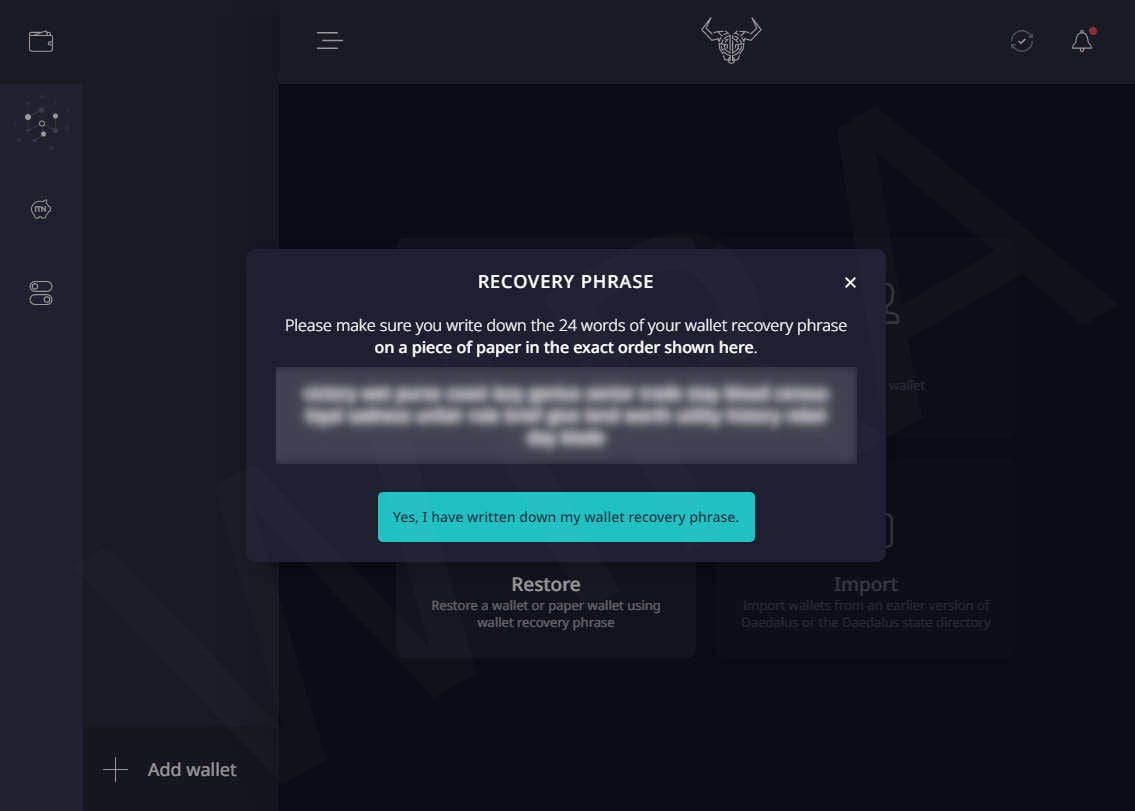 ITN
RECOVERY PHRASE
Please make sure you write down the 24 words of your wallet recovery phrase
on a piece of paper in the exact order shown here.
Yes, I have written down my wallet recovery phrase.
wallet
Restore
Restore a wallet or paper wallet using
wallet recovery phrase
Import
Import wallets from an earlier version of
Daedalus or the Daedalus state directory
Add wallet